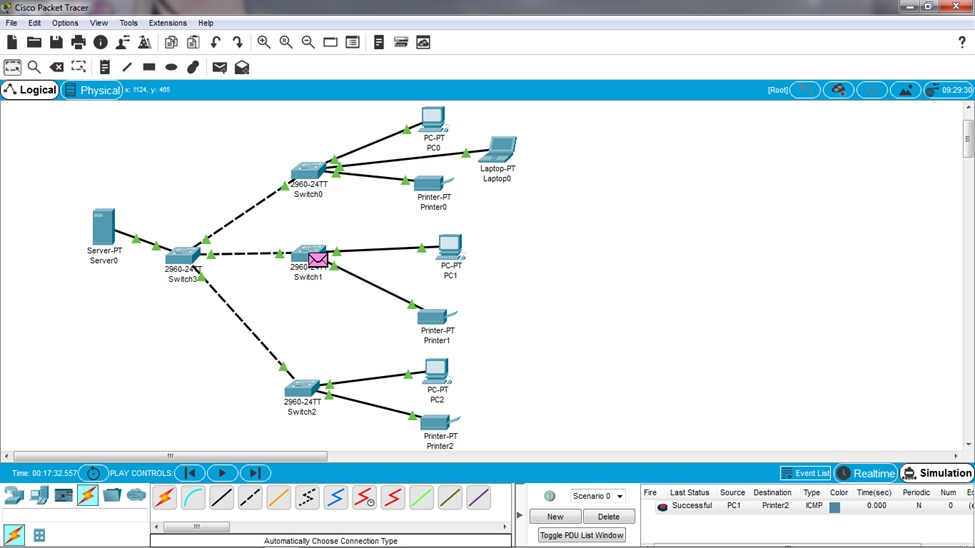 Cisco Packet Tracer
File Edit Options View Tools Extensions Help
?
Logical Physical x: 1124, y: 465 [Root] 09:29:30
PC-PT
PC0
Laptop-PT
Laptop0
2960-24TT
Switch0
Printer-PT
Printer0
Server-PT
Server0
2960-24TT
Switch3
2960-24TT
Switch1
PC-PT
PC1
Printer-PT
Printer1
PC-PT
PC2
2960-24TT
Switch2
Printer-PT
Printer2
Time: 00:17:32.557 PLAY CONTROLS: Event List Realtime Simulation
Scenario 0
New Delete
Toggle PDU List Window
Fire Last Status Source Destination Type Color Time(sec) Periodic Num
Successful PC1 Printer2 ICMP 0.000 N 0
Automatically Choose Connection Type